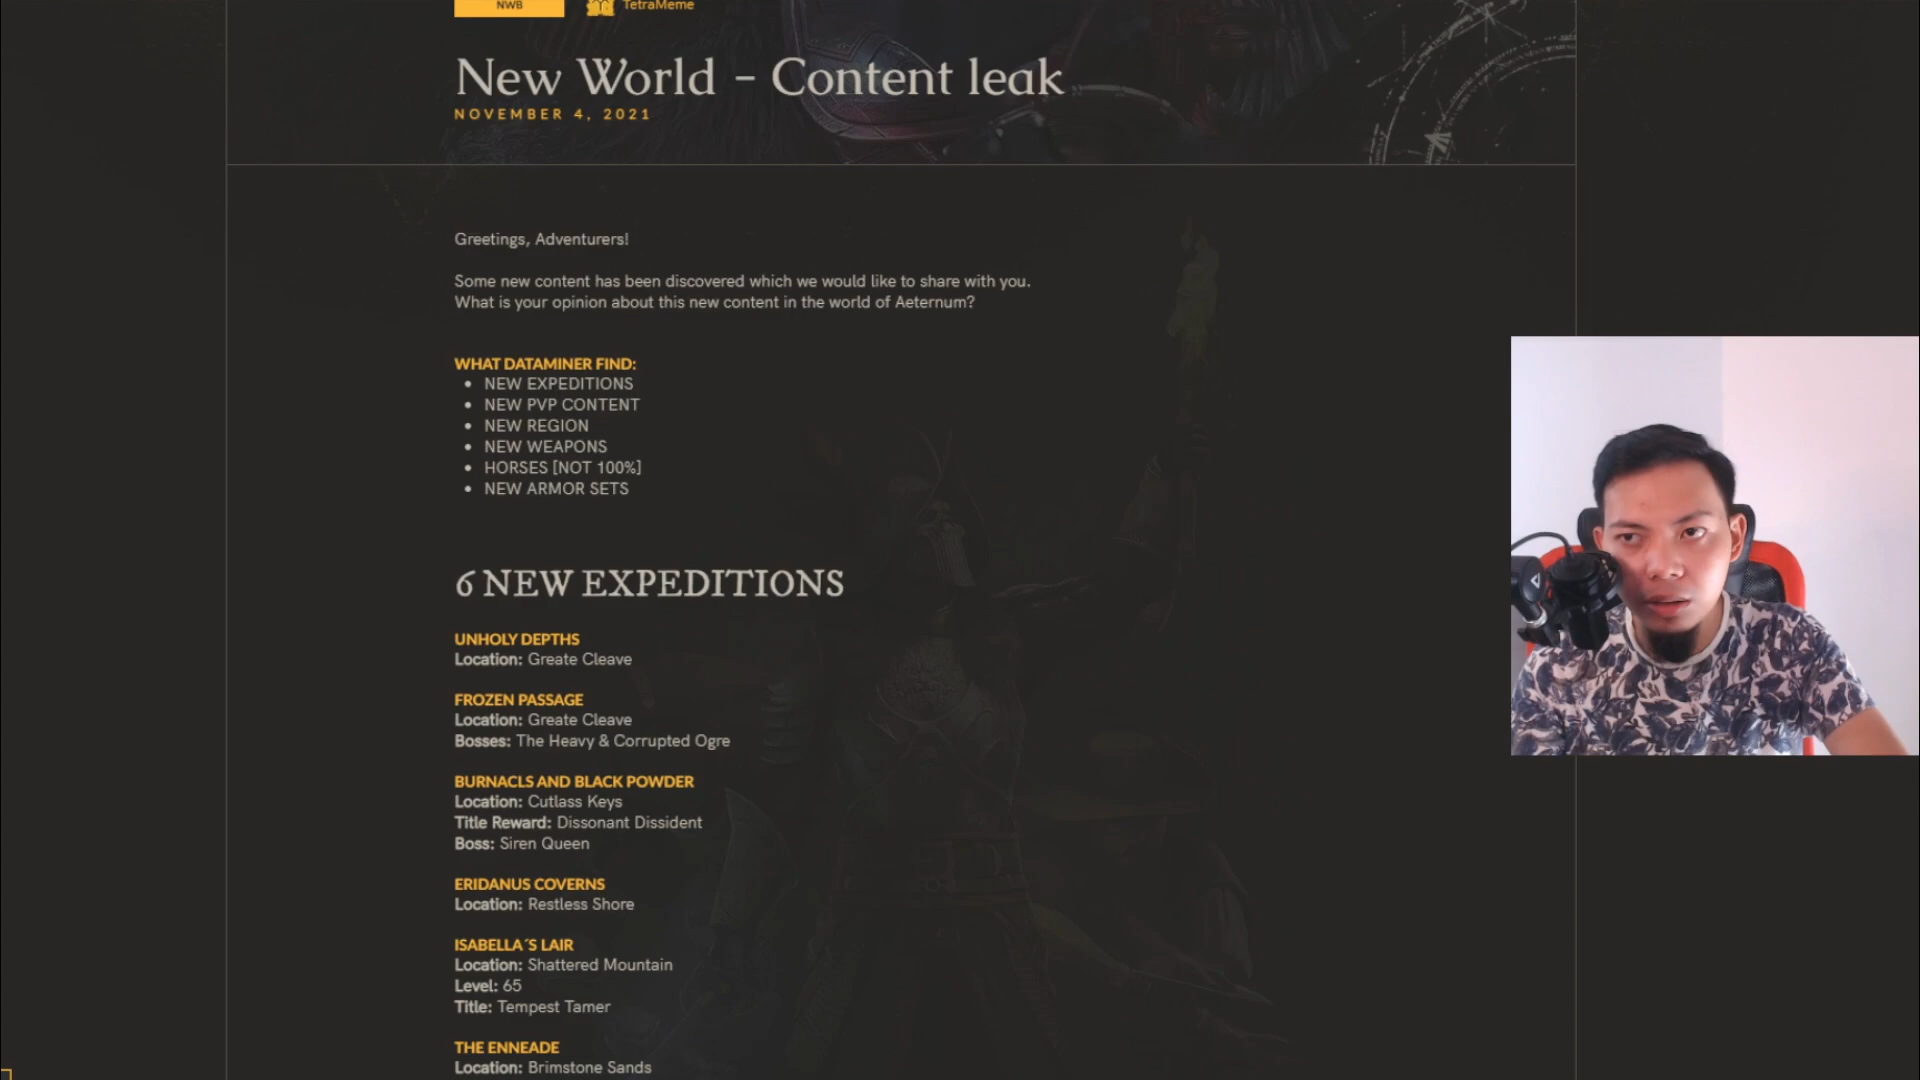 NWB
TetraMeme
New World - Content leak
NOVEMBER 4, 2021
Greetings, Adventurers!
Some new content has been discovered which we would like to share with you.
What is your opinion about this new content in the world of Aeternum?
WHAT DATAMINER FIND:
• NEW EXPEDITIONS
• NEW PVP CONTENT
• NEW REGION
• NEW WEAPONS
• HORSES [NOT 100%]
• NEW ARMOR SETS
6 NEW EXPEDITIONS
UNHOLY DEPTHS
Location: Greate Cleave
FROZEN PASSAGE
Location: Greate Cleave
Bosses: The Heavy & Corrupted Ogre
BURNACLS AND BLACK POWDER
Location: Cutlass Keys
Title Reward: Dissonant Dissident
Boss: Siren Queen
ERIDANUS COVERNS
Location: Restless Shore
ISABELLA´S LAIR
Location: Shattered Mountain
Level: 65
Title: Tempest Tamer
THE ENNEADE
Location: Brimstone Sands